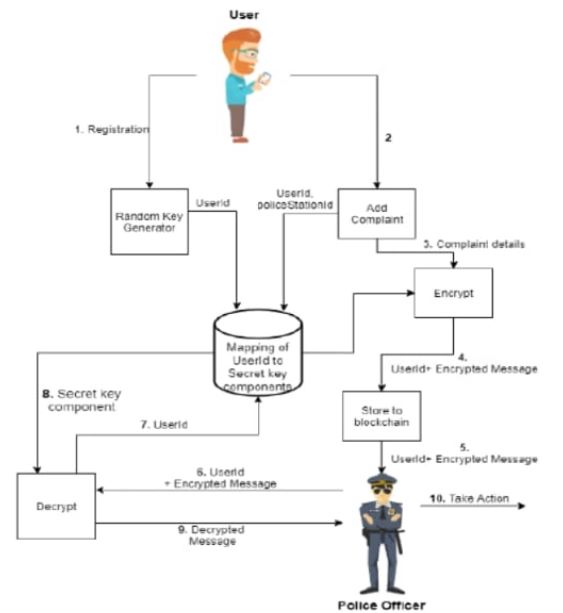 User
1. Registration
2
Random Key
Generator
UserId
UserId,
policeStationId
Add
Complaint
3. Complaint details
Encrypt
Mapping of
UserId to
Secret key
components
4.
UserId+ Encrypted Message
8. Secret key
component
7. UserId
Store to
blockchain
5.
UserId+ Encrypted Message
6. UserId
+ Encrypted Message
Decrypt
10. Take Action
9. Decrypted
Message
Police Officer